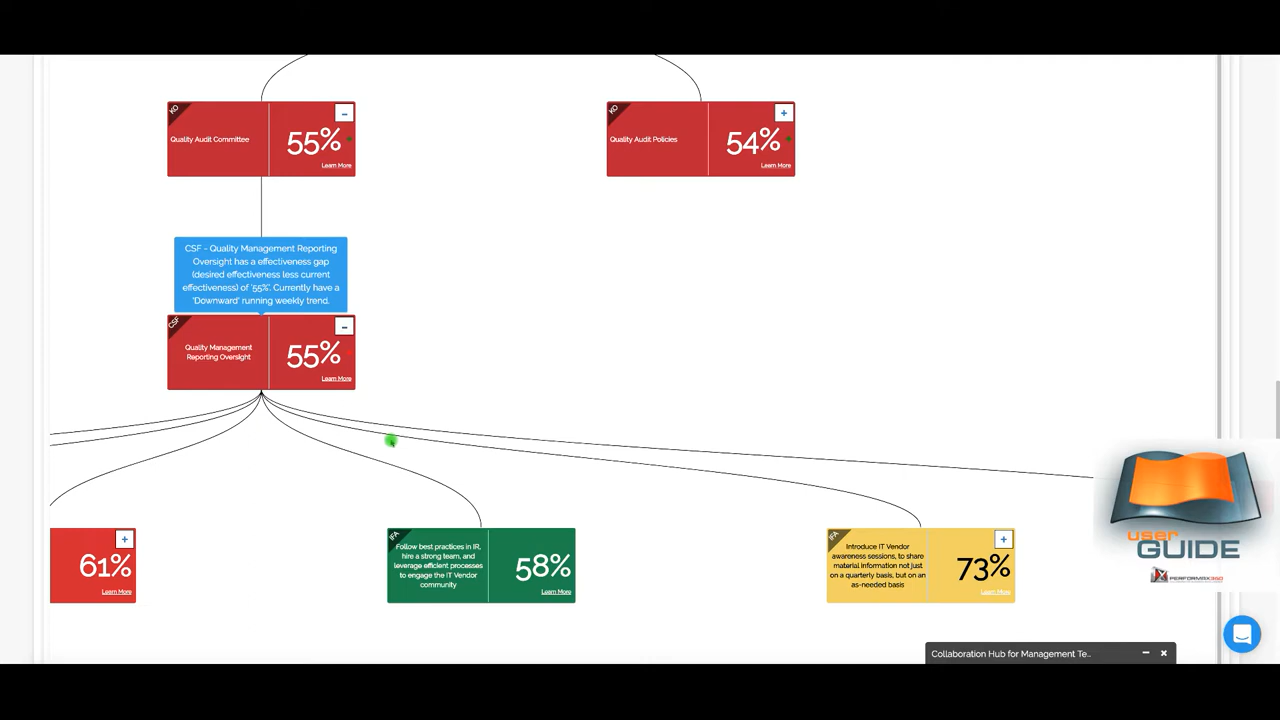 KO
Quality Audit Committee
55%
Learn More
KO
Quality Audit Policies
54%
Learn More
CSF - Quality Management Reporting
Oversight has a effectiveness gap
(desired effectiveness less current
effectiveness) of '55%'. Currently have a
'Downward' running weekly trend.
CSF
Quality Management
Reporting Oversight
55%
Learn More
61%
Learn More
IFA
Follow best practices in IR,
hire a strong team, and
leverage efficient processes
to engage the IT Vendor
community
58%
Learn More
IFA
Introduce IT Vendor
awareness sessions, to share
material information not just
on a quarterly basis, but on an
as-needed basis
73%
Learn More
user
GUIDE
PERFORMAX360
Collaboration Hub for Management Te...